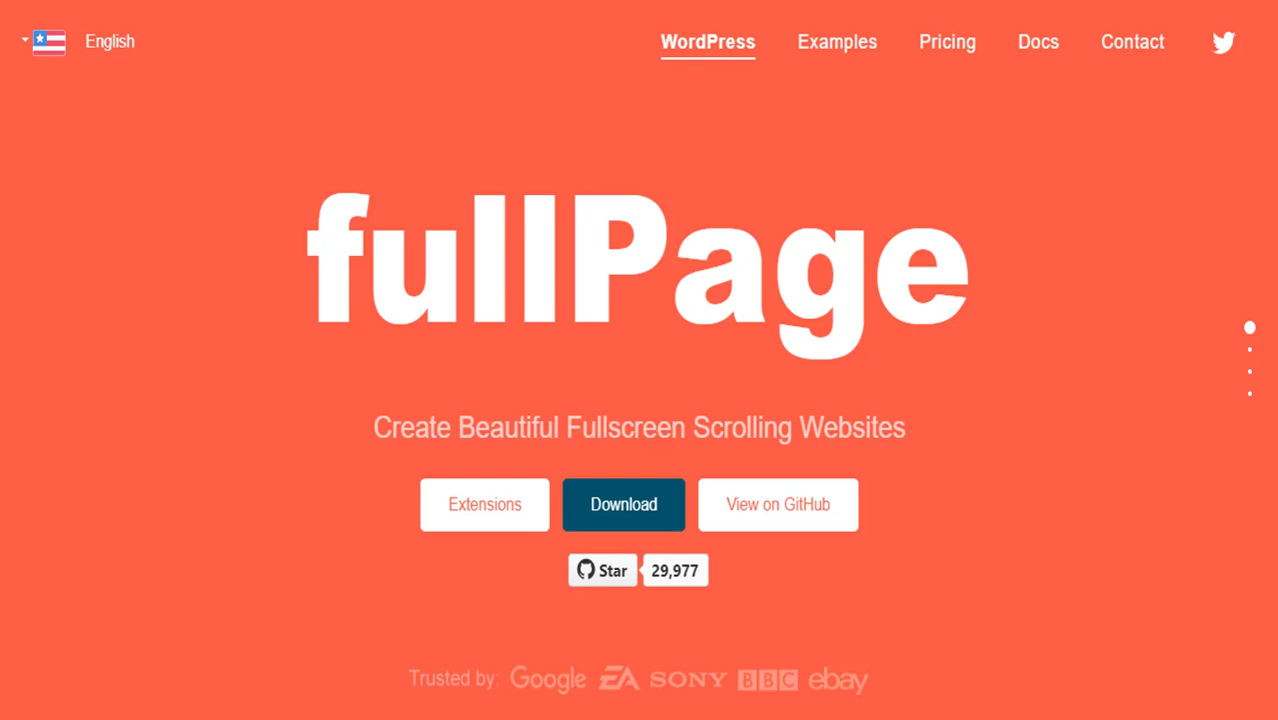 English
WordPress Examples Pricing Docs Contact
fullPage
Create Beautiful Fullscreen Scrolling Websites
Extensions Download View on GitHub
Star 29,977
Trusted by: Google EA SONY BBC ebay